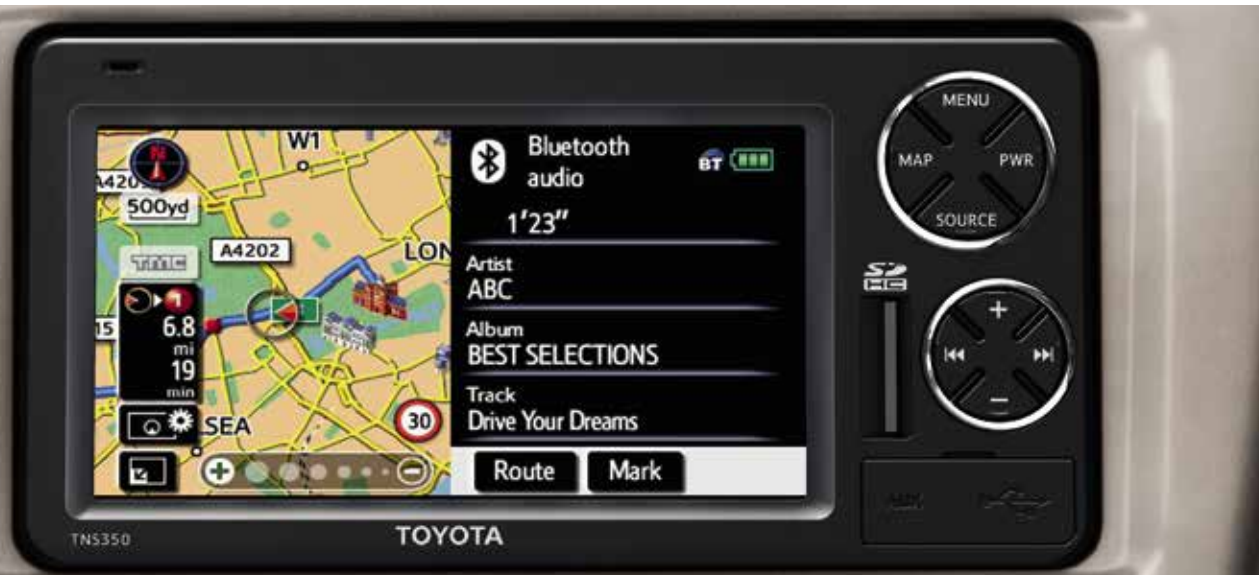 W1
N
A420
500yd
A4202
LON
TMC
15
6.8
mi
19
min
SEA
30
Bluetooth
audio
BT
1'23"
Artist
ABC
Album
BEST SELECTIONS
Track
Drive Your Dreams
Route
Mark
TNS350
TOYOTA
MENU
MAP
PWR
SOURCE
SD
HC
+
−
AUX